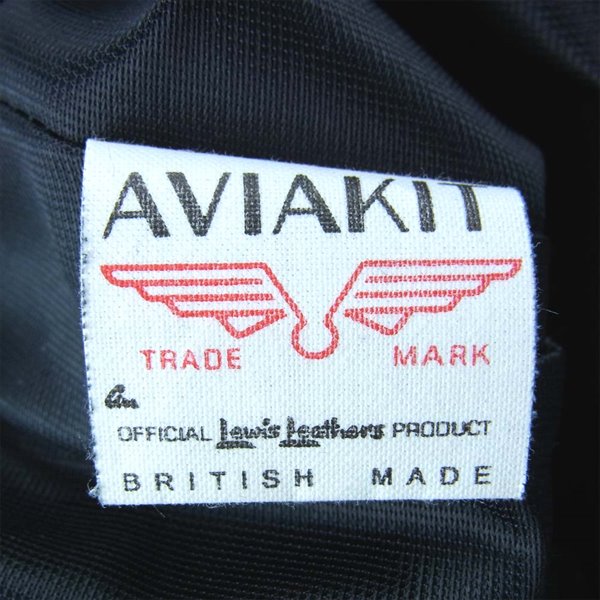 AVIAKIT
TRADE MARK
an
OFFICIAL Lewis Leathers PRODUCT
BRITISH MADE